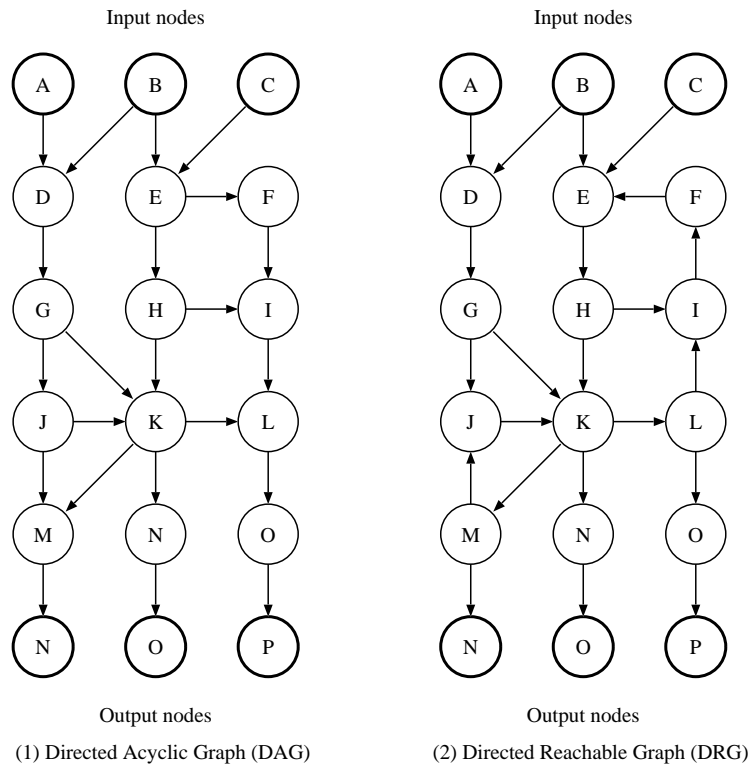 Input nodes Input nodes
A B C A B C
D E F D E F
G H I G H I
J K L J K L
M N O M N O
N O P N O P
Output nodes Output nodes
(1) Directed Acyclic Graph (DAG) (2) Directed Reachable Graph (DRG)